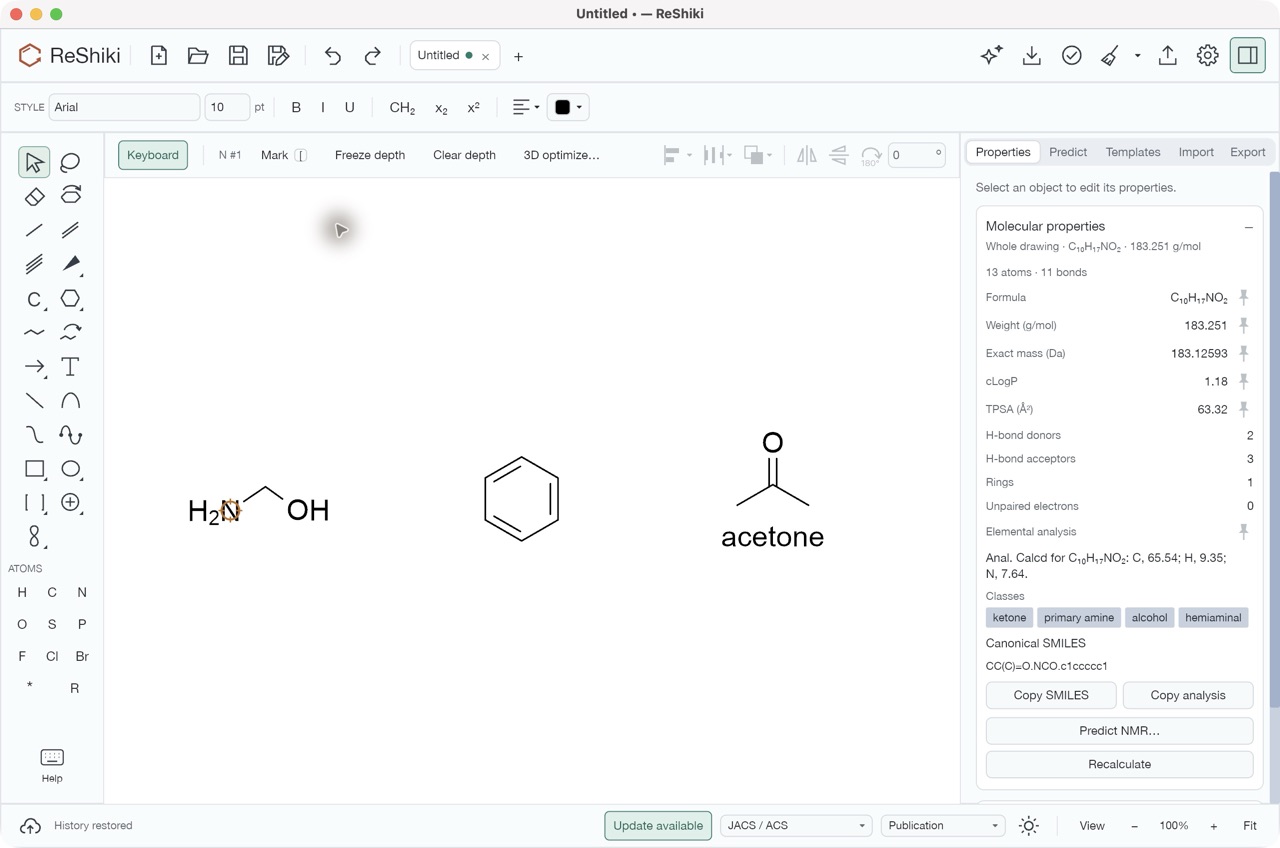 Untitled • — ReShiki
ReShiki
Untitled
STYLE Arial 10 pt B I U CH₂ x₂ x²
Keyboard N #1 Mark [ Freeze depth Clear depth 3D optimize... 180° 0 °
Properties Predict Templates Import Export
Select an object to edit its properties.
Molecular properties
Whole drawing · C₁₀H₁₇NO₂ · 183.251 g/mol
13 atoms · 11 bonds
Formula C₁₀H₁₇NO₂
Weight (g/mol) 183.251
Exact mass (Da) 183.12593
cLogP 1.18
TPSA (Å²) 63.32
H-bond donors 2
H-bond acceptors 3
Rings 1
Unpaired electrons 0
Elemental analysis
Anal. Calcd for C₁₀H₁₇NO₂: C, 65.54; H, 9.35;
N, 7.64.
Classes
ketone primary amine alcohol hemiaminal
Canonical SMILES
CC(C)=O.NCO.c1ccccc1
Copy SMILES Copy analysis
Predict NMR...
Recalculate
O
H₂N OH
acetone
C
T
[ ]
ATOMS
H C N
O S P
F Cl Br
* R
Help
History restored
Update available JACS / ACS Publication View − 100% + Fit